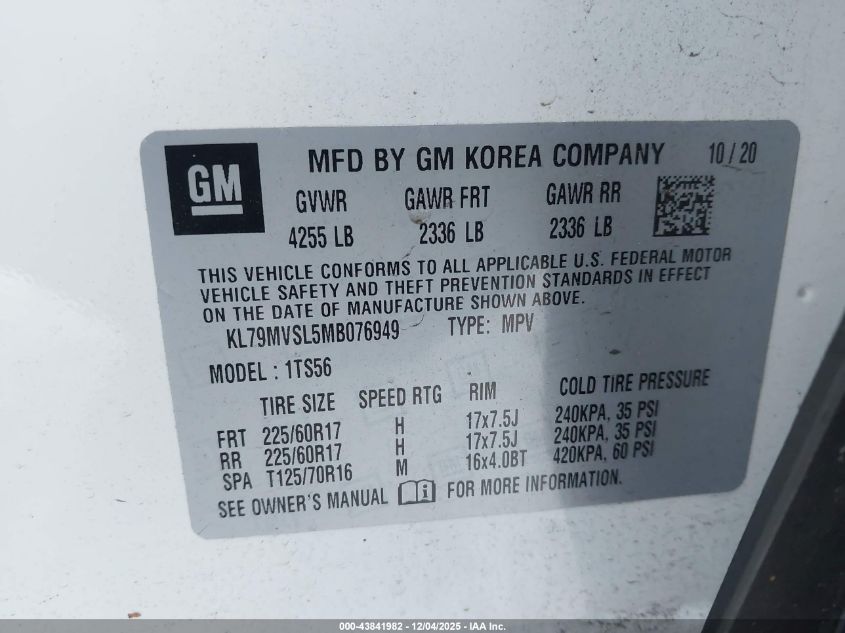 GM
MFD BY GM KOREA COMPANY 10/20
GVWR GAWR FRT GAWR RR
4255 LB 2336 LB 2336 LB
THIS VEHICLE CONFORMS TO ALL APPLICABLE U.S. FEDERAL MOTOR
VEHICLE SAFETY AND THEFT PREVENTION STANDARDS IN EFFECT
ON THE DATE OF MANUFACTURE SHOWN ABOVE.
KL79MVSL5MB076949 TYPE: MPV
MODEL : 1TS56
TIRE SIZE SPEED RTG RIM COLD TIRE PRESSURE
FRT 225/60R17 H 17x7.5J 240KPA, 35 PSI
RR 225/60R17 H 17x7.5J 240KPA, 35 PSI
SPA T125/70R16 M 16x4.0BT 420KPA, 60 PSI
SEE OWNER'S MANUAL FOR MORE INFORMATION.
000-43841982 - 12/04/2025 - IAA Inc.